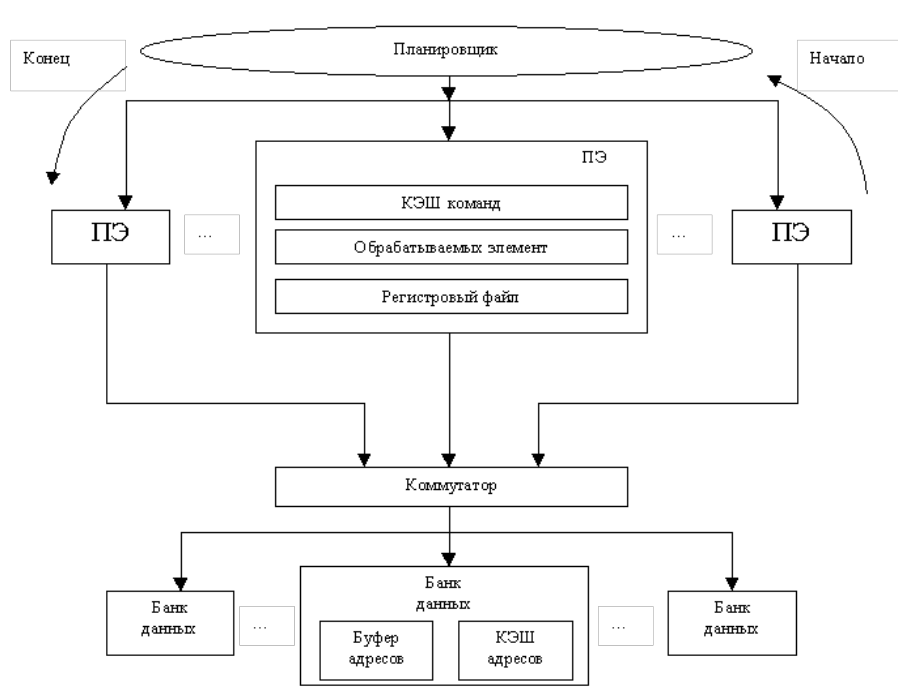 Планировщик
Конец
Начало
ПЭ
КЭШ команд
ПЭ
...
Обрабатываемых элемент
...
ПЭ
Регистровый файл
Коммутатор
Банк
данных
...
Банк
данных
Буфер
адресов
КЭШ
адресов
...
Банк
данных